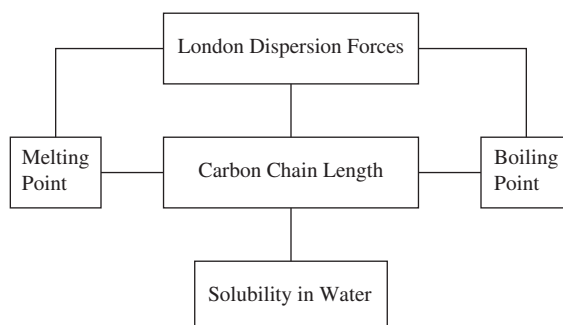 London Dispersion Forces
Melting
Point
Carbon Chain Length
Boiling
Point
Solubility in Water